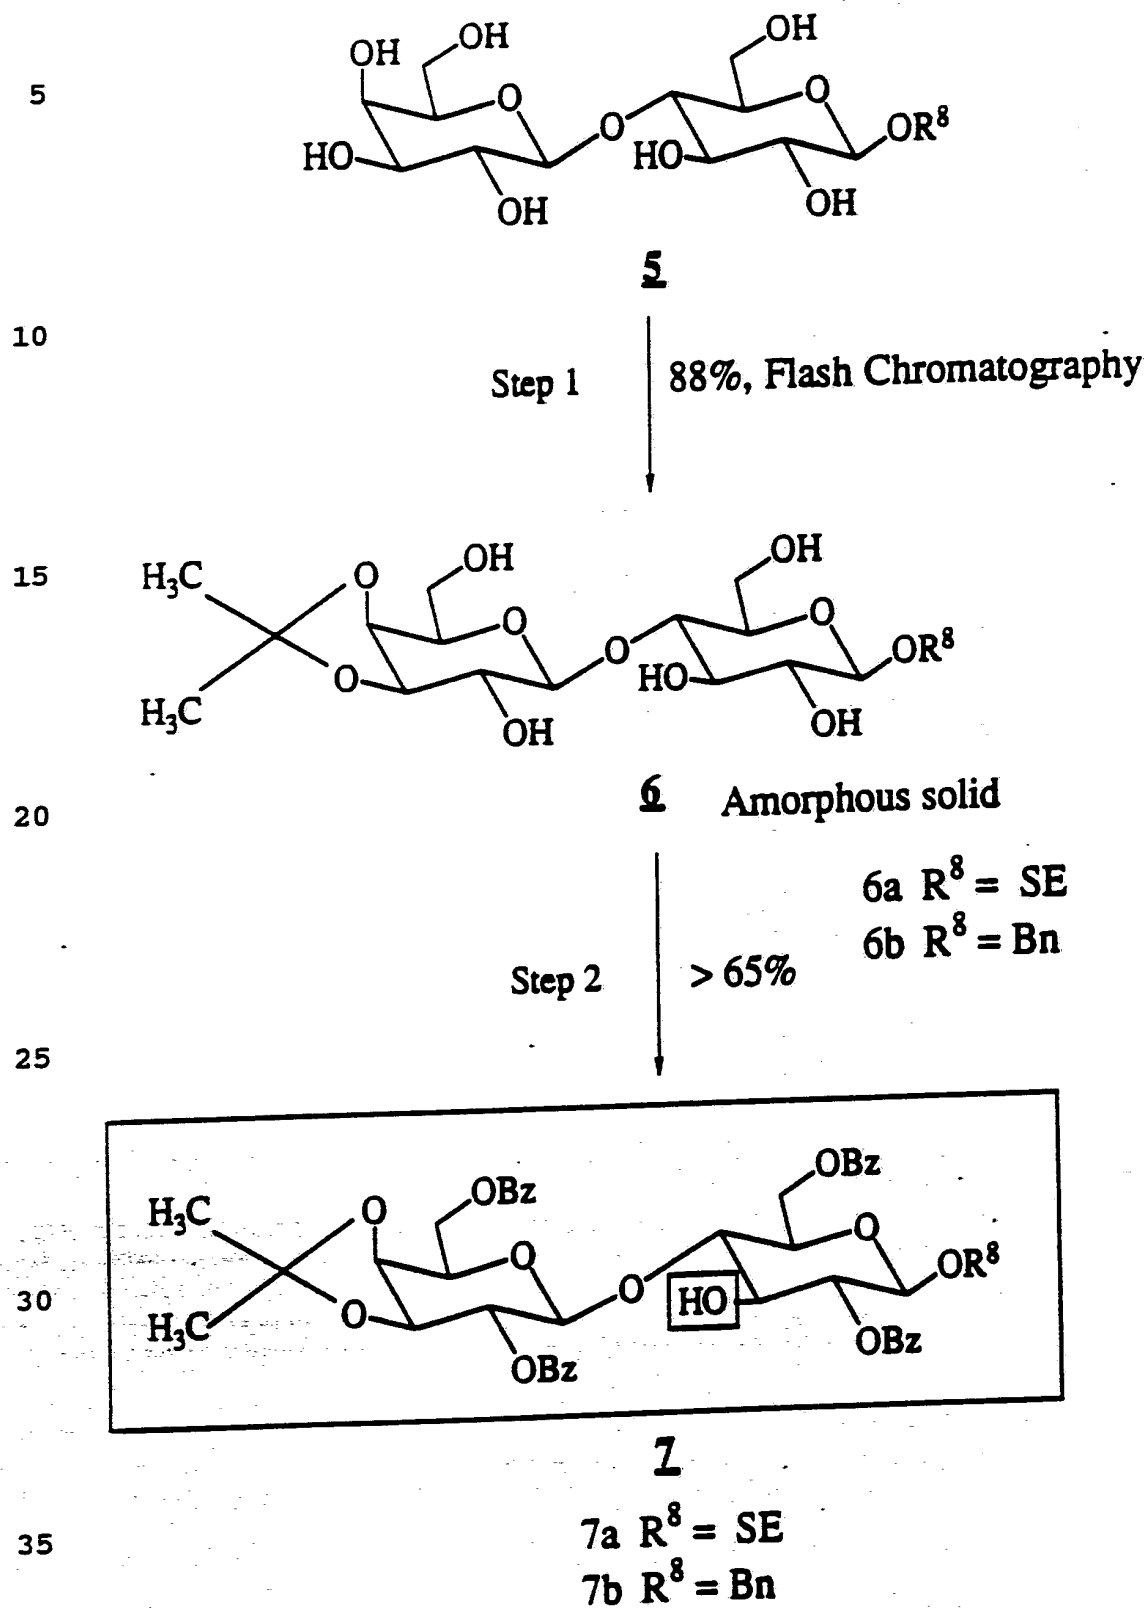 OH OH OH
5 O O
O OR⁸
HO HO
OH OH
5
10
Step 1 88%, Flash Chromatography
15 H₃C O OH OH
O O
O OR⁸
O HO
H₃C OH OH
6 Amorphous solid
20
6a R⁸ = SE
6b R⁸ = Bn
Step 2 > 65%
25
OBz OBz
H₃C O O O
OR⁸
30 O O HO
H₃C OBz OBz
7
7a R⁸ = SE
35
7b R⁸ = Bn